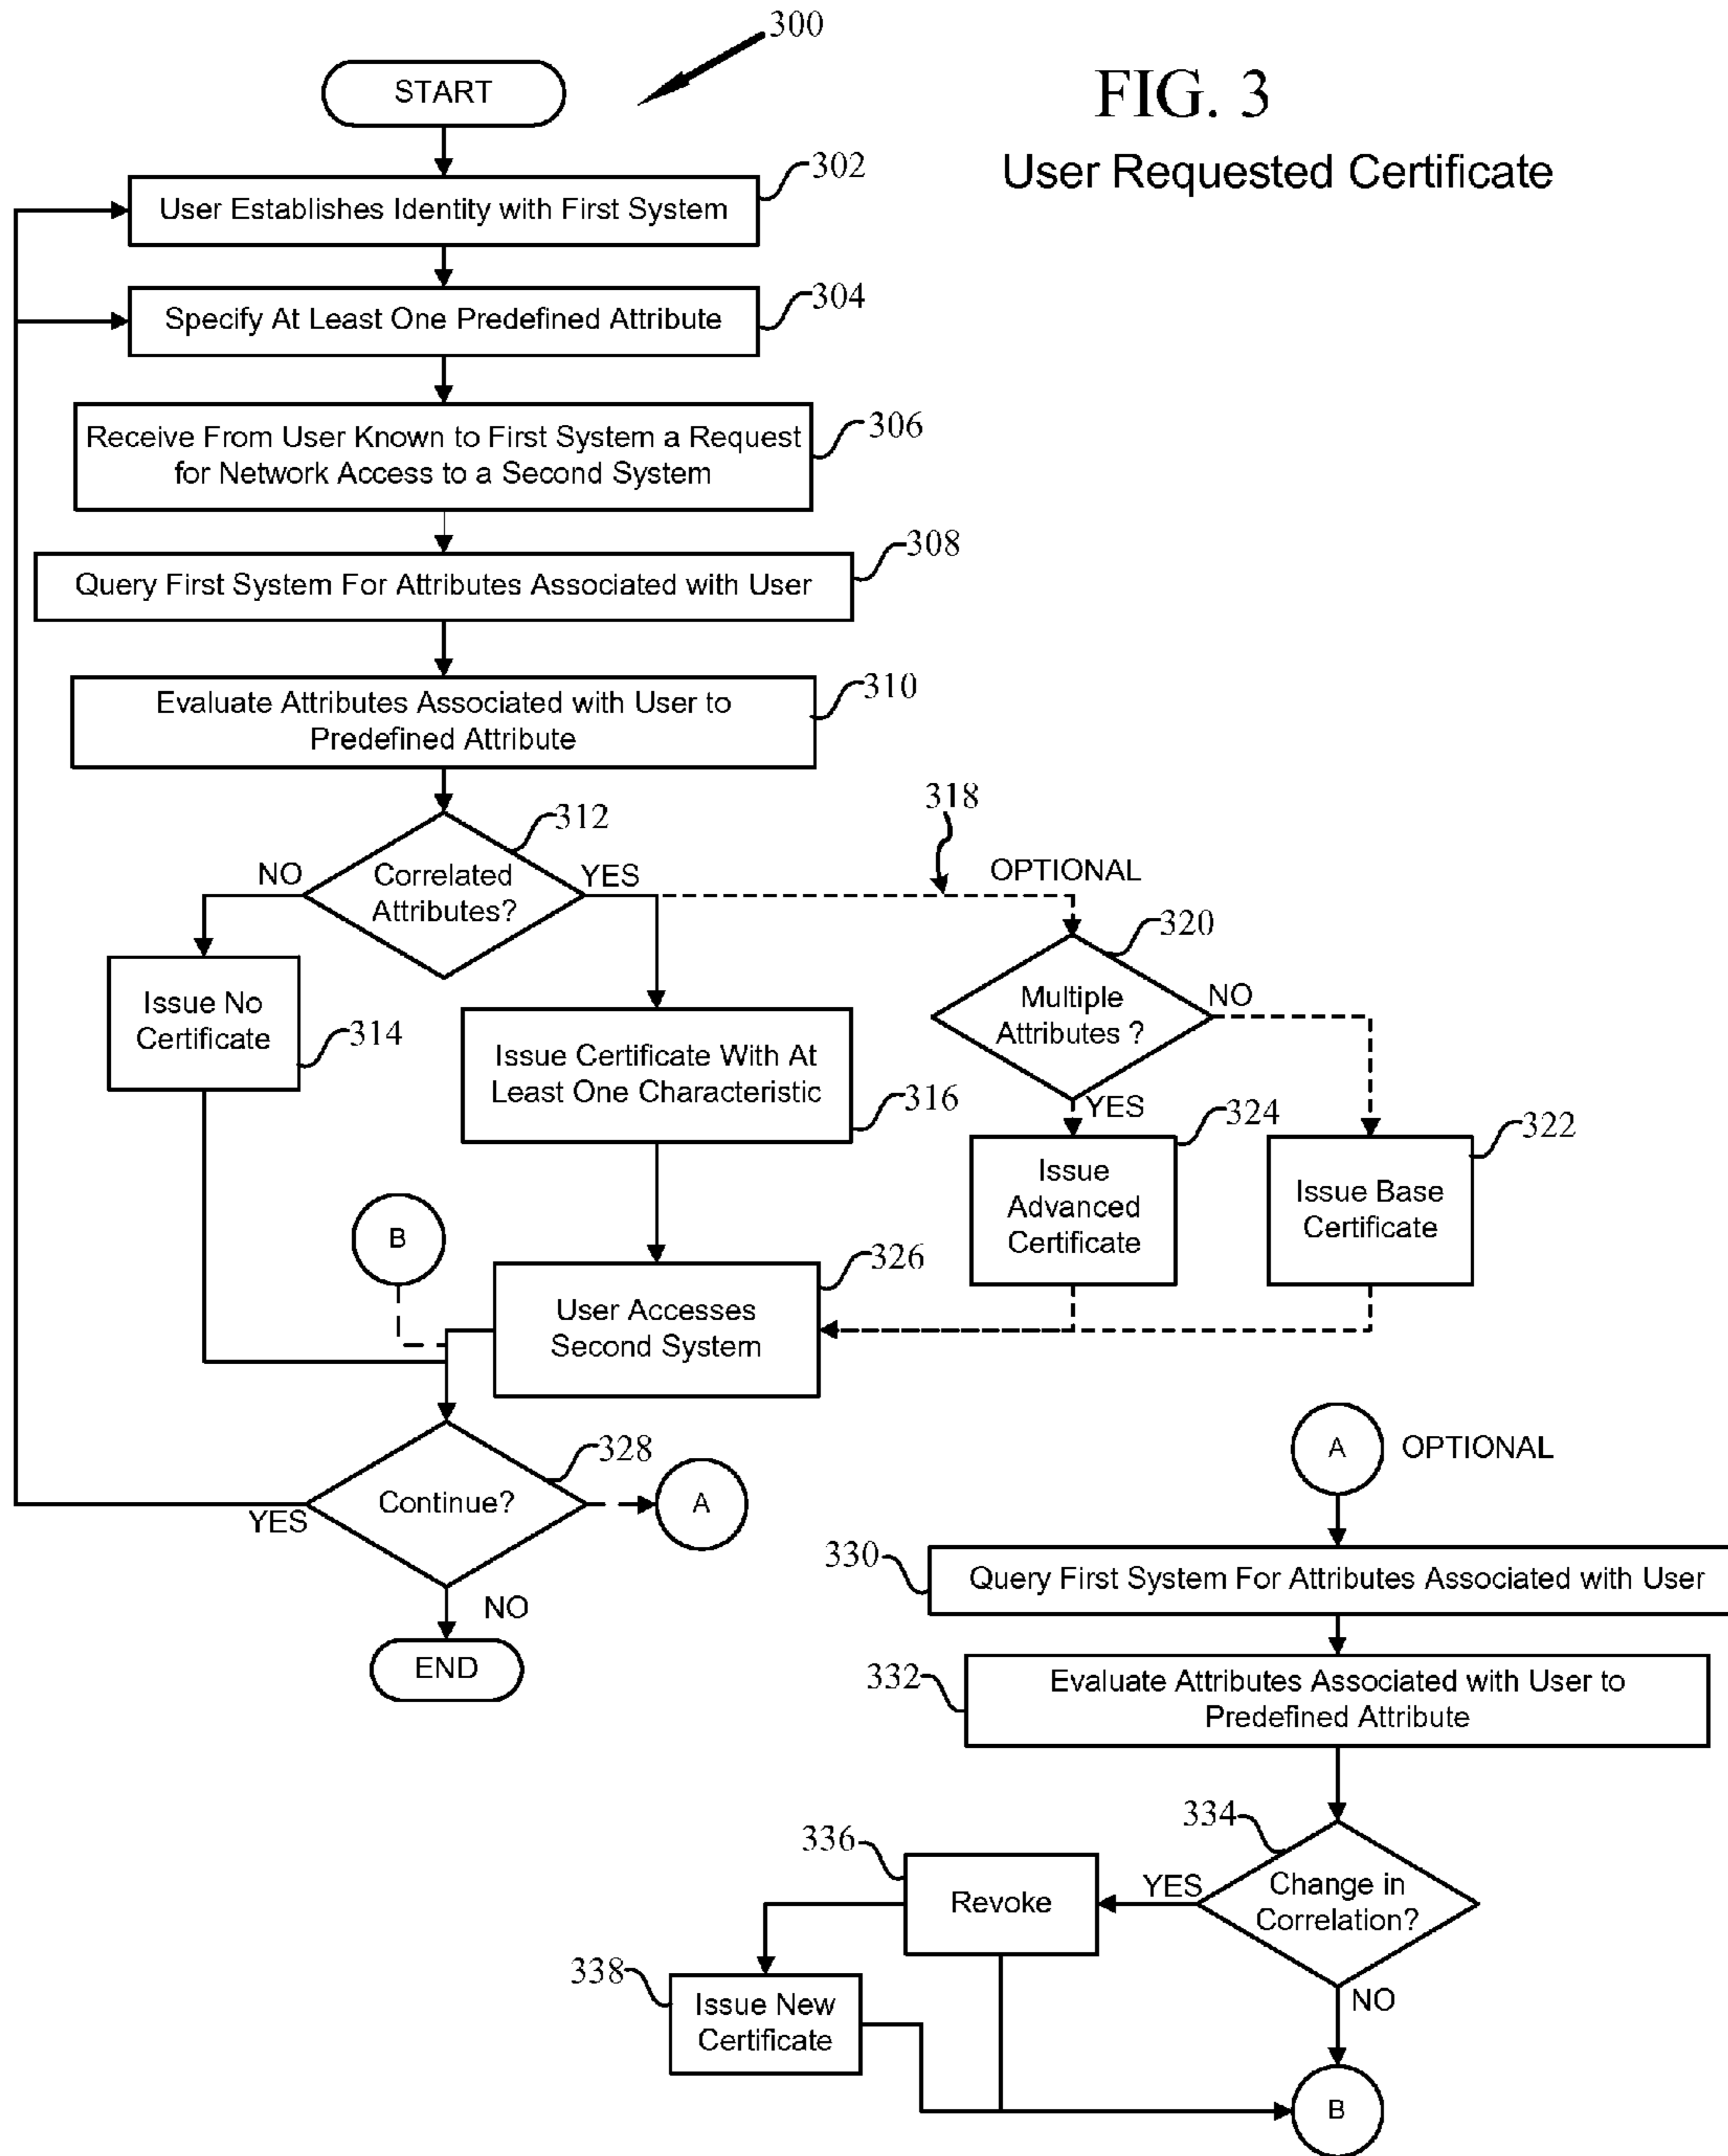 300
START
FIG. 3
User Requested Certificate
302
User Establishes Identity with First System
304
Specify At Least One Predefined Attribute
306
Receive From User Known to First System a Request
for Network Access to a Second System
308
Query First System For Attributes Associated with User
310
Evaluate Attributes Associated with User to
Predefined Attribute
312
Correlated
Attributes?
NO
YES
318
OPTIONAL
320
Multiple
Attributes ?
NO
YES
Issue No
Certificate
314
Issue Certificate With At
Least One Characteristic
316
324
Issue
Advanced
Certificate
322
Issue Base
Certificate
B
326
User Accesses
Second System
328
Continue?
YES
A
NO
END
A
OPTIONAL
330
Query First System For Attributes Associated with User
332
Evaluate Attributes Associated with User to
Predefined Attribute
334
Change in
Correlation?
YES
NO
336
Revoke
338
Issue New
Certificate
B